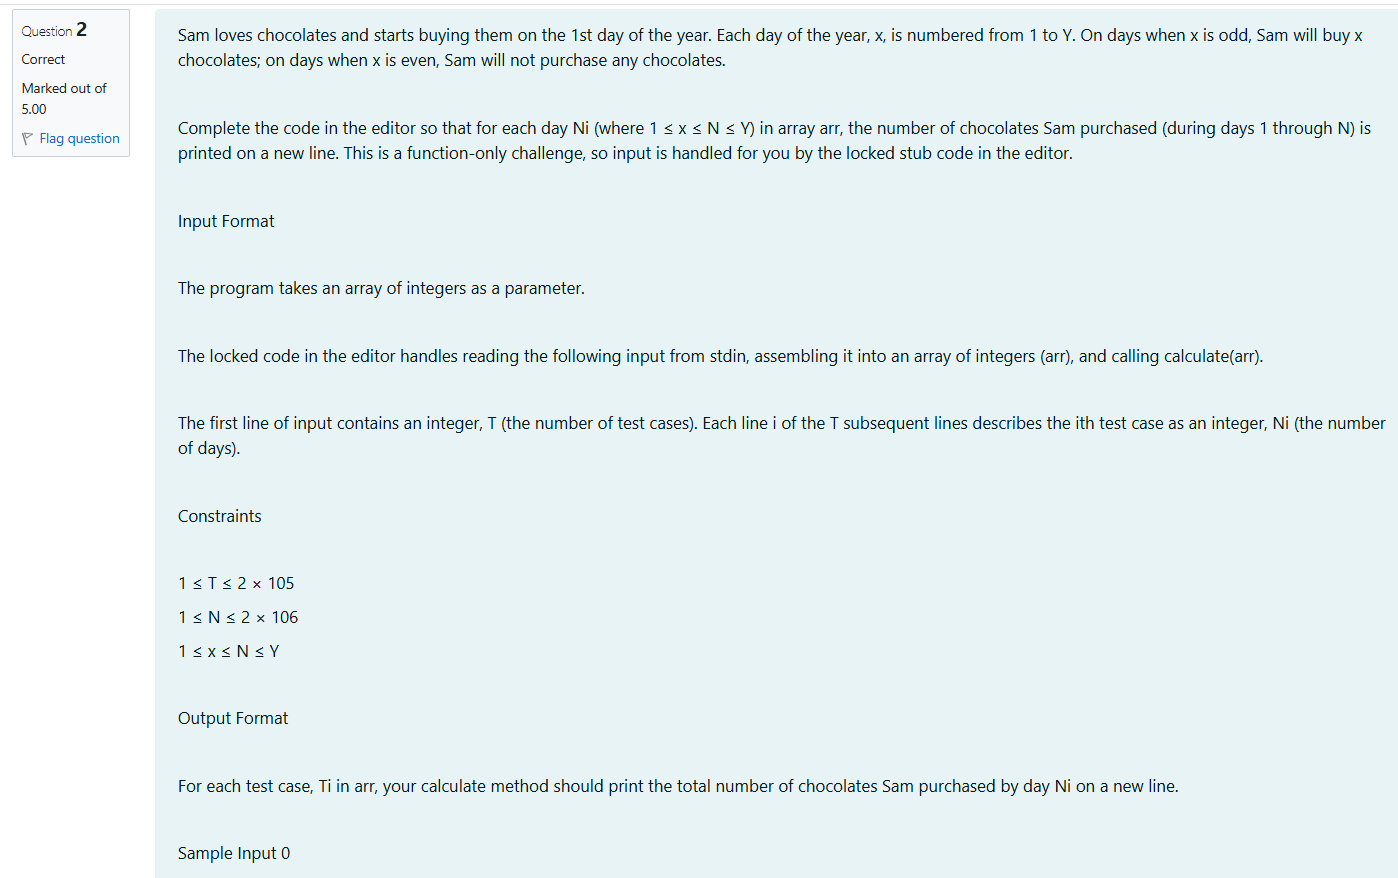 Question 2
Correct
Marked out of
5.00
Flag question
Sam loves chocolates and starts buying them on the 1st day of the year. Each day of the year, x, is numbered from 1 to Y. On days when x is odd, Sam will buy x
chocolates; on days when x is even, Sam will not purchase any chocolates.
Complete the code in the editor so that for each day Ni (where 1 ≤ x ≤ N ≤ Y) in array arr, the number of chocolates Sam purchased (during days 1 through N) is
printed on a new line. This is a function-only challenge, so input is handled for you by the locked stub code in the editor.
Input Format
The program takes an array of integers as a parameter.
The locked code in the editor handles reading the following input from stdin, assembling it into an array of integers (arr), and calling calculate(arr).
The first line of input contains an integer, T (the number of test cases). Each line i of the T subsequent lines describes the ith test case as an integer, Ni (the number
of days).
Constraints
1 ≤ T ≤ 2 × 105
1 ≤ N ≤ 2 × 106
1 ≤ x ≤ N ≤ Y
Output Format
For each test case, Ti in arr, your calculate method should print the total number of chocolates Sam purchased by day Ni on a new line.
Sample Input 0